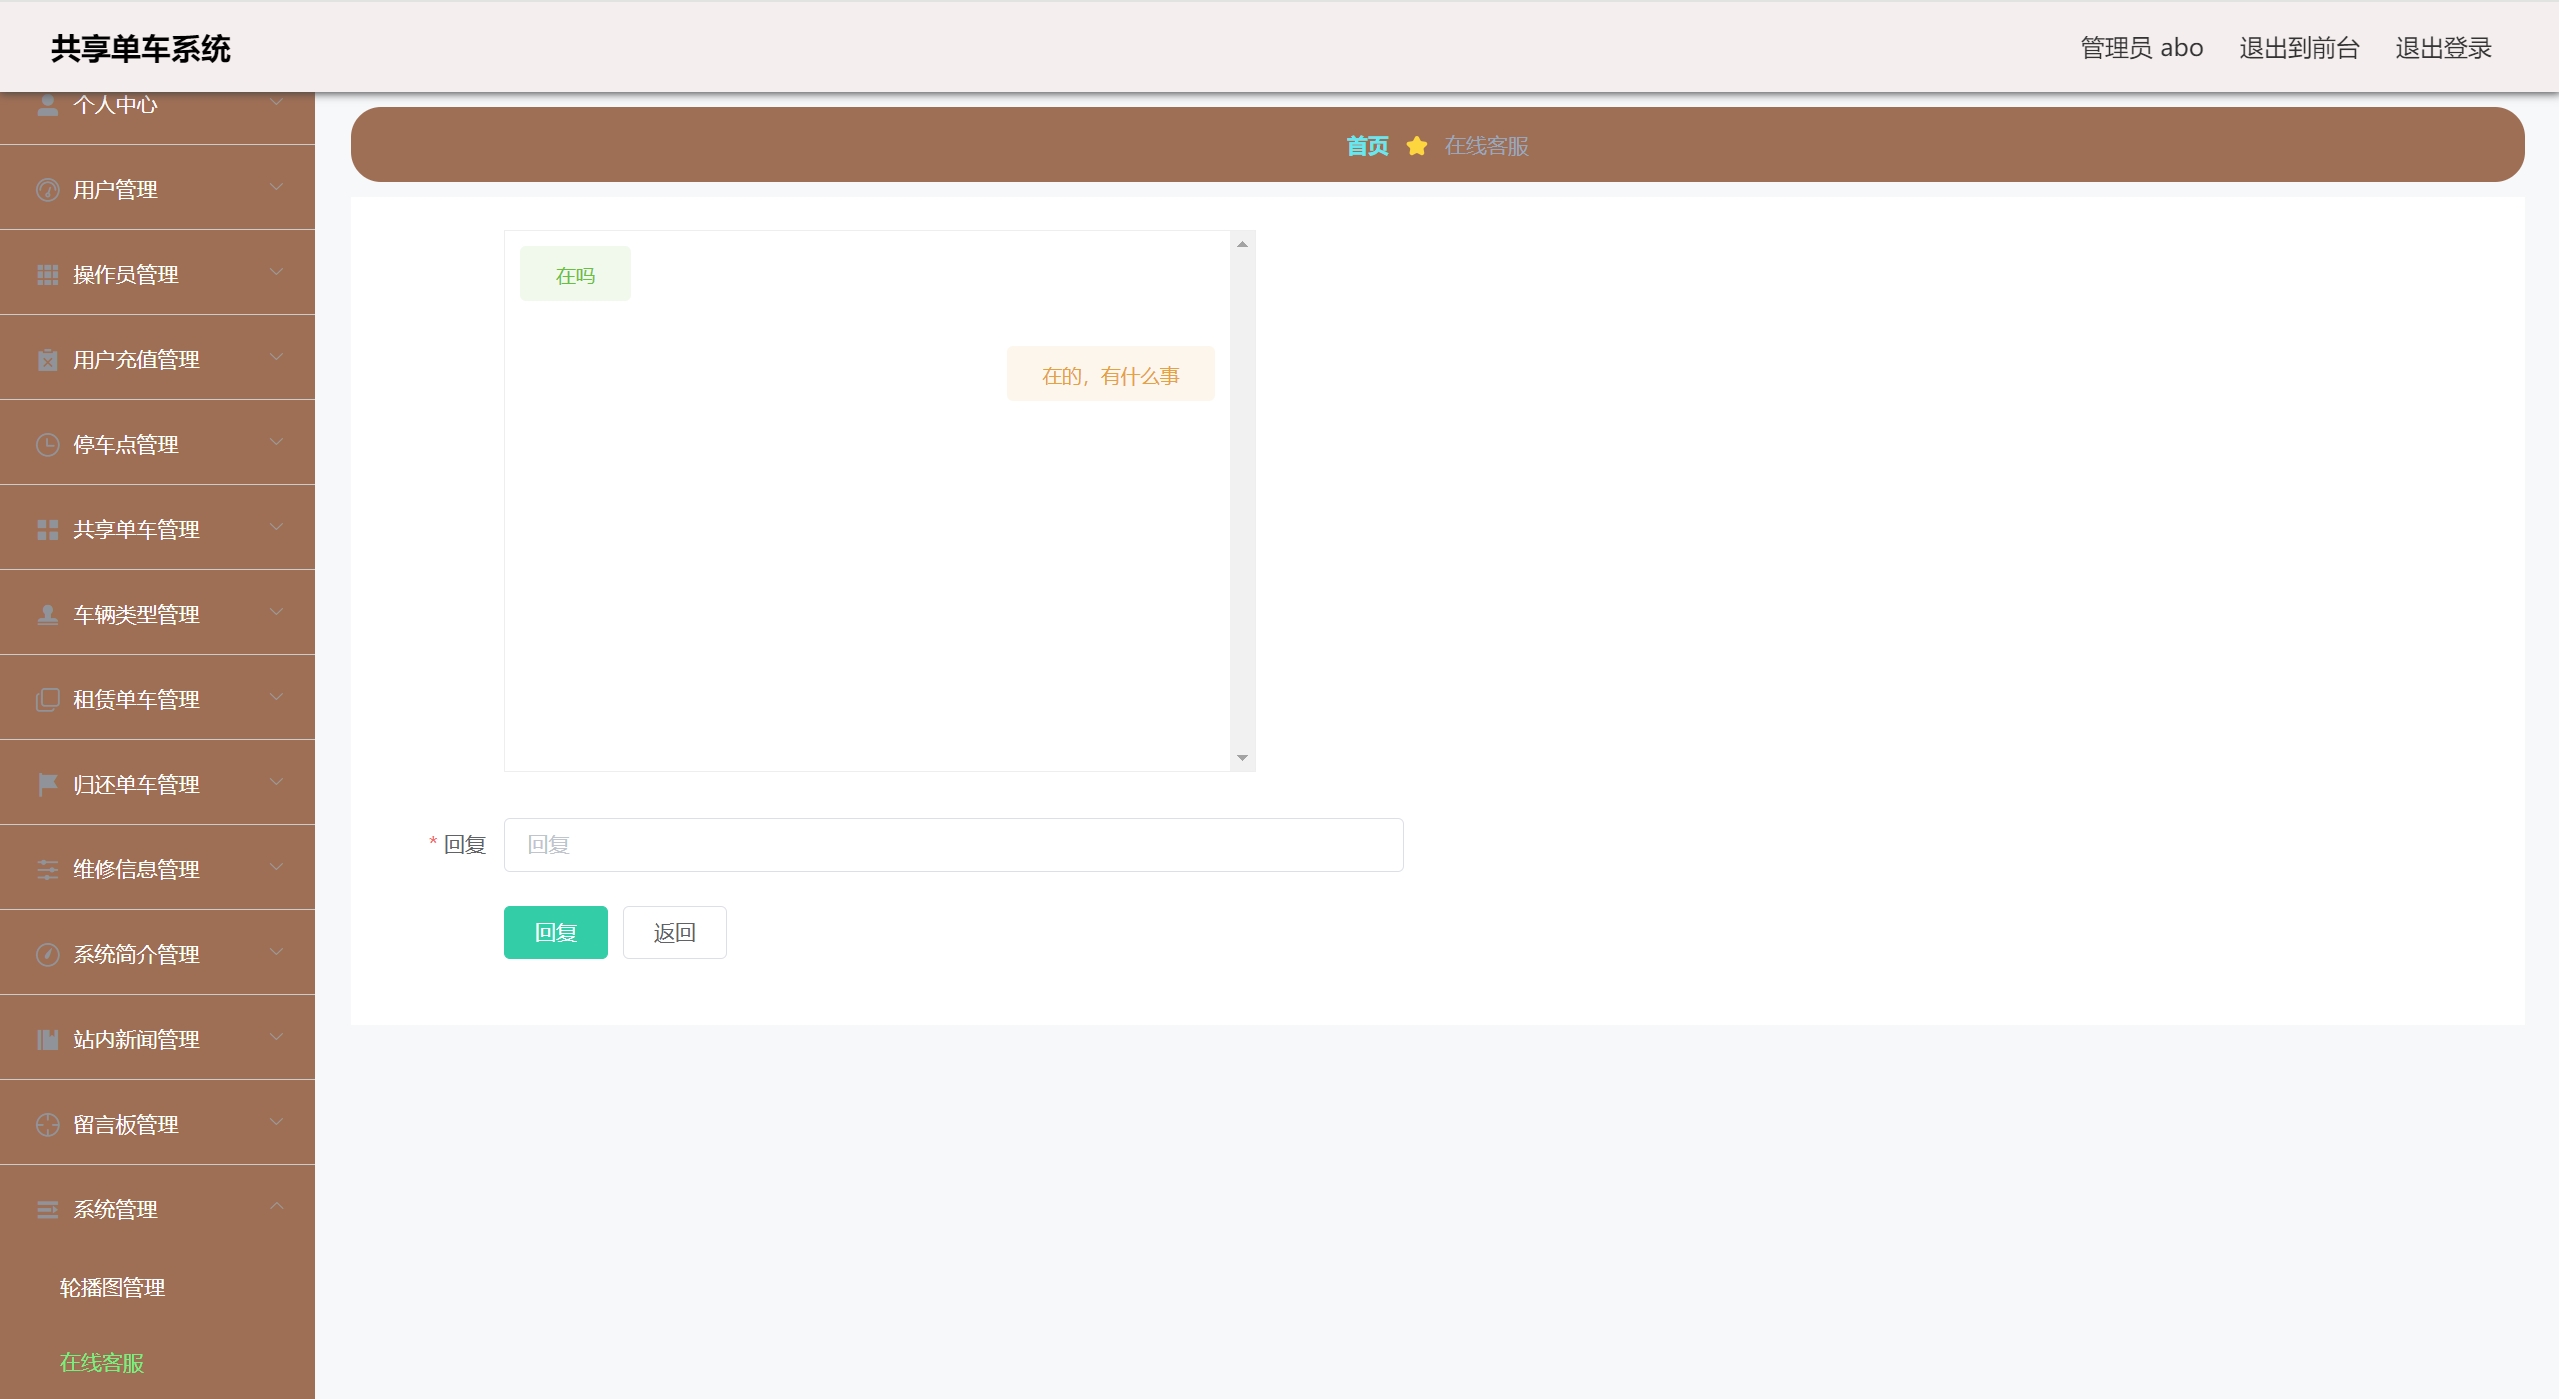 共享单车系统
管理员 abo 退出到前台 退出登录
个人中心
用户管理
操作员管理
用户充值管理
停车点管理
共享单车管理
车辆类型管理
租赁单车管理
归还单车管理
维修信息管理
系统简介管理
站内新闻管理
留言板管理
系统管理
轮播图管理
在线客服
首页 在线客服
在吗
在的，有什么事
* 回复 回复
回复 返回